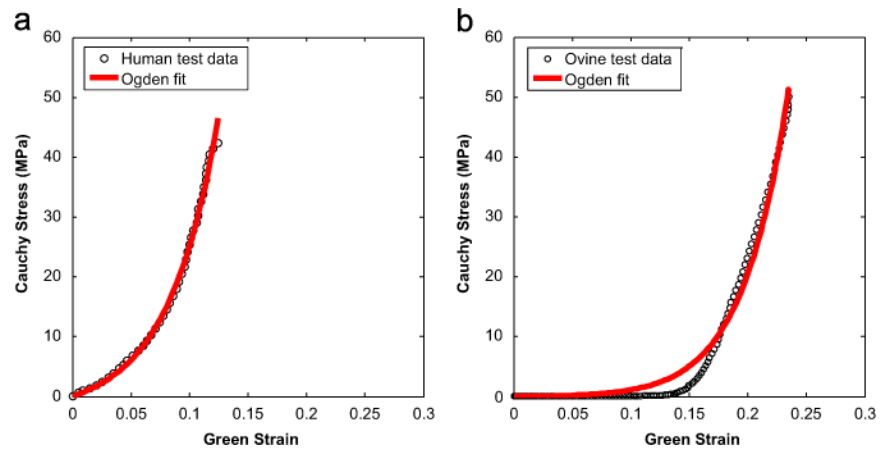 a
60
50
40
30
20
10
0
Cauchy Stress (MPa)
Human test data
Ogden fit
0 0.05 0.1 0.15 0.2 0.25 0.3
Green Strain
b
60
50
40
30
20
10
0
Cauchy Stress (MPa)
Ovine test data
Ogden fit
0 0.05 0.1 0.15 0.2 0.25 0.3
Green Strain